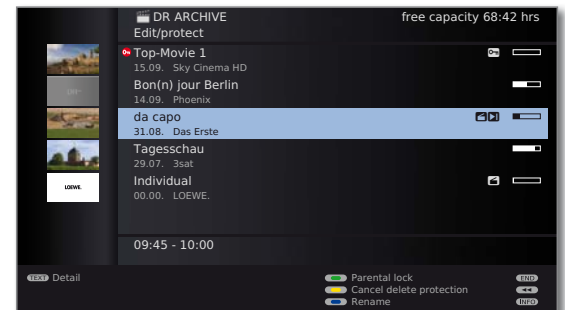 DR ARCHIVE
free capacity 68:42 hrs
Edit/protect
Top-Movie 1
15.09. Sky Cinema HD
Bon(n) jour Berlin
14.09. Phoenix
da capo
31.08. Das Erste
Tagesschau
29.07. 3sat
Individual
00.00. LOEWE.
LOEWE.
09:45 - 10:00
TEXT Detail
Parental lock
END
Cancel delete protection
Rename
INFO